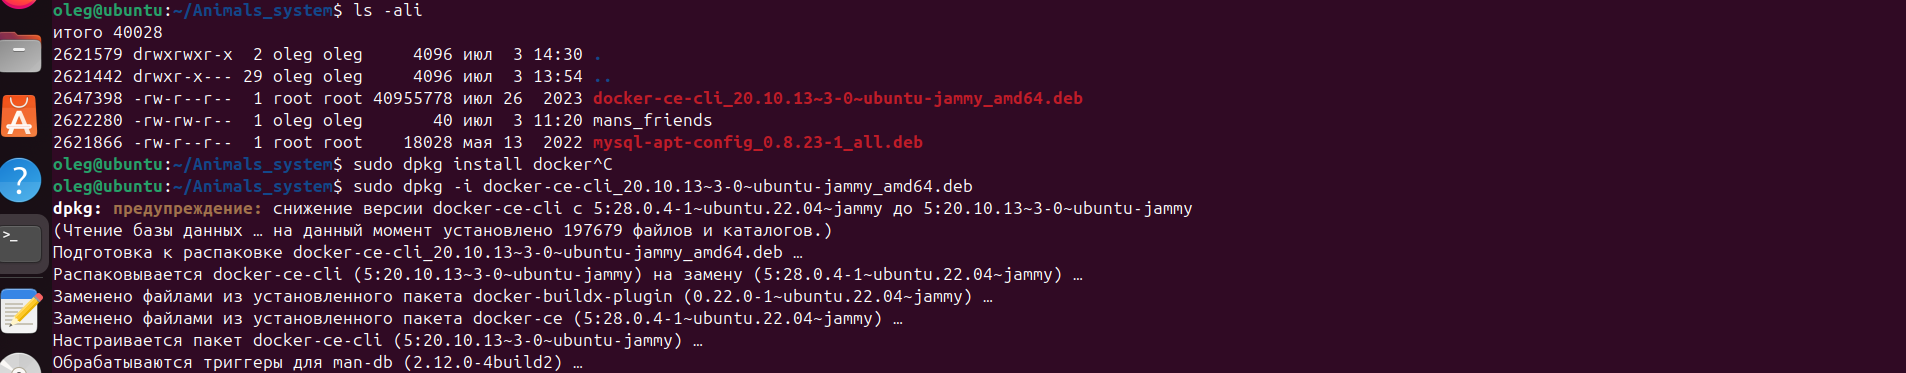 oleg@ubuntu:~/Animals_system$ ls -ali
итого 40028
2621579 drwxrwxr-x  2 oleg oleg     4096 июл  3 14:30 .
2621442 drwxr-x--- 29 oleg oleg     4096 июл  3 13:54 ..
2647398 -rw-r--r--  1 root root 40955778 июл 26  2023 docker-ce-cli_20.10.13~3-0~ubuntu-jammy_amd64.deb
2622280 -rw-rw-r--  1 oleg oleg       40 июл  3 11:20 mans_friends
2621866 -rw-r--r--  1 root root    18028 мая 13  2022 mysql-apt-config_0.8.23-1_all.deb
oleg@ubuntu:~/Animals_system$ sudo dpkg install docker^C
oleg@ubuntu:~/Animals_system$ sudo dpkg -i docker-ce-cli_20.10.13~3-0~ubuntu-jammy_amd64.deb
dpkg: предупреждение: снижение версии docker-ce-cli с 5:28.0.4-1~ubuntu.22.04~jammy до 5:20.10.13~3-0~ubuntu-jammy
(Чтение базы данных … на данный момент установлено 197679 файлов и каталогов.)
Подготовка к распаковке docker-ce-cli_20.10.13~3-0~ubuntu-jammy_amd64.deb …
Распаковывается docker-ce-cli (5:20.10.13~3-0~ubuntu-jammy) на замену (5:28.0.4-1~ubuntu.22.04~jammy) …
Заменено файлами из установленного пакета docker-buildx-plugin (0.22.0-1~ubuntu.22.04~jammy) …
Заменено файлами из установленного пакета docker-ce (5:28.0.4-1~ubuntu.22.04~jammy) …
Настраивается пакет docker-ce-cli (5:20.10.13~3-0~ubuntu-jammy) …
Обрабатываются триггеры для man-db (2.12.0-4build2) …